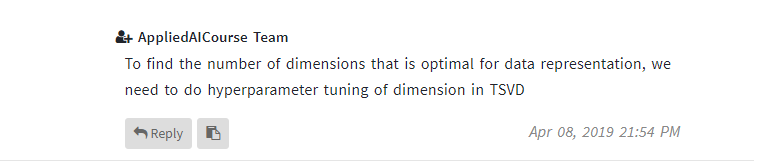 AppliedAICourse Team
To find the number of dimensions that is optimal for data representation, we
need to do hyperparameter tuning of dimension in TSVD
Reply
Apr 08, 2019 21:54 PM